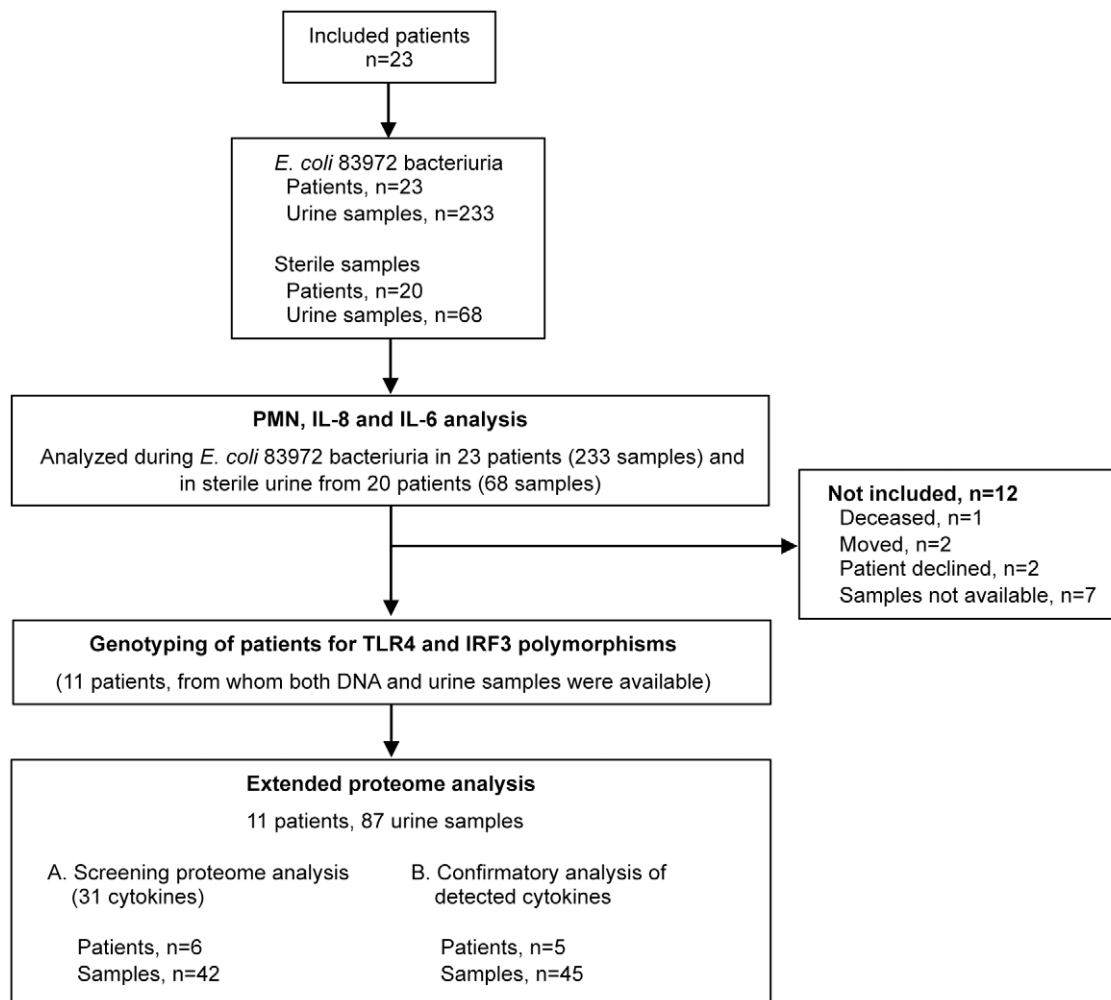 Included patients
n=23
E. coli 83972 bacteriuria
Patients, n=23
Urine samples, n=233
Sterile samples
Patients, n=20
Urine samples, n=68
PMN, IL-8 and IL-6 analysis
Analyzed during E. coli 83972 bacteriuria in 23 patients (233 samples) and
in sterile urine from 20 patients (68 samples)
Not included, n=12
Deceased, n=1
Moved, n=2
Patient declined, n=2
Samples not available, n=7
Genotyping of patients for TLR4 and IRF3 polymorphisms
(11 patients, from whom both DNA and urine samples were available)
Extended proteome analysis
11 patients, 87 urine samples
A. Screening proteome analysis
(31 cytokines)
Patients, n=6
Samples, n=42
B. Confirmatory analysis of
detected cytokines
Patients, n=5
Samples, n=45